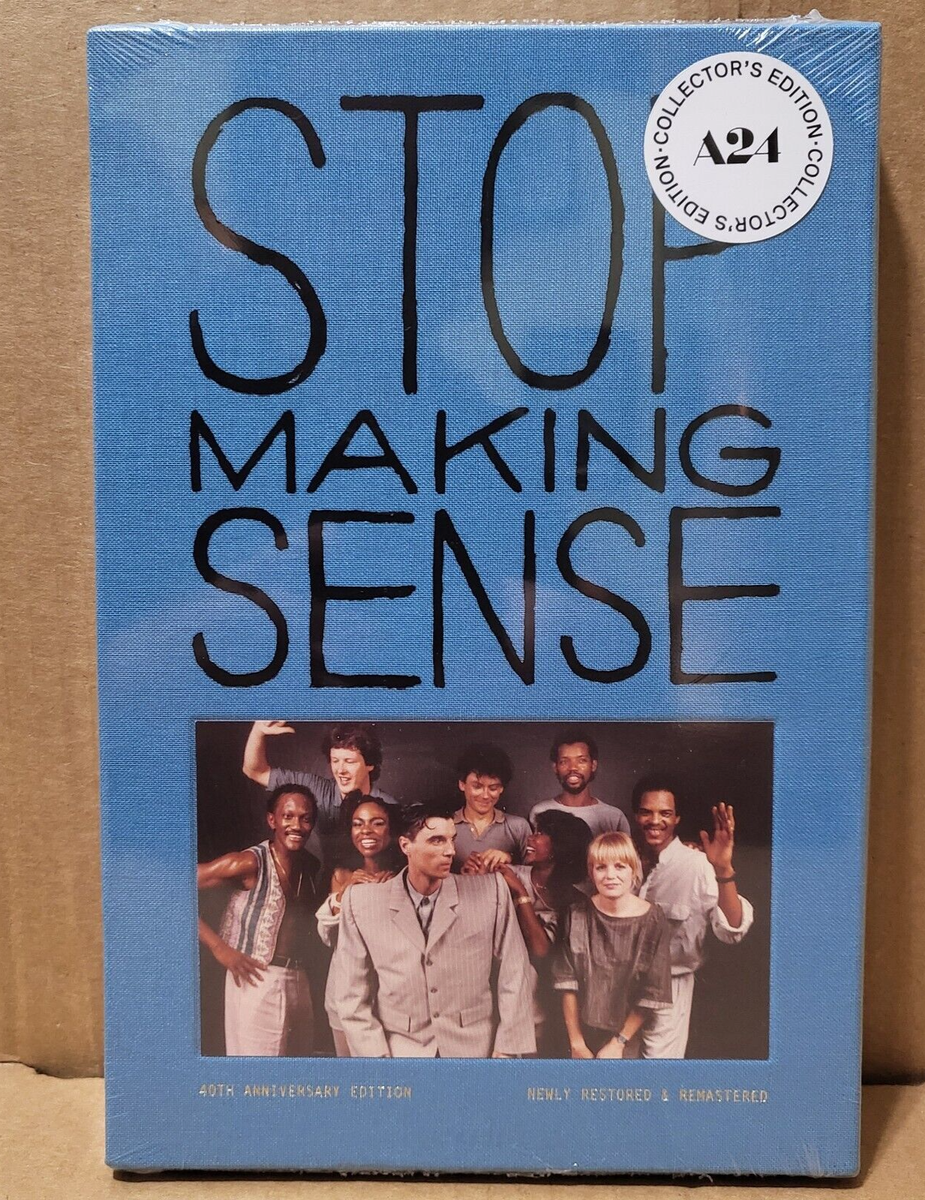 STOP
COLLECTOR'S EDITION · COLLECTOR'S EDITION ·
A24
MAKING
SENSE
40TH ANNIVERSARY EDITION
NEWLY RESTORED & REMASTERED